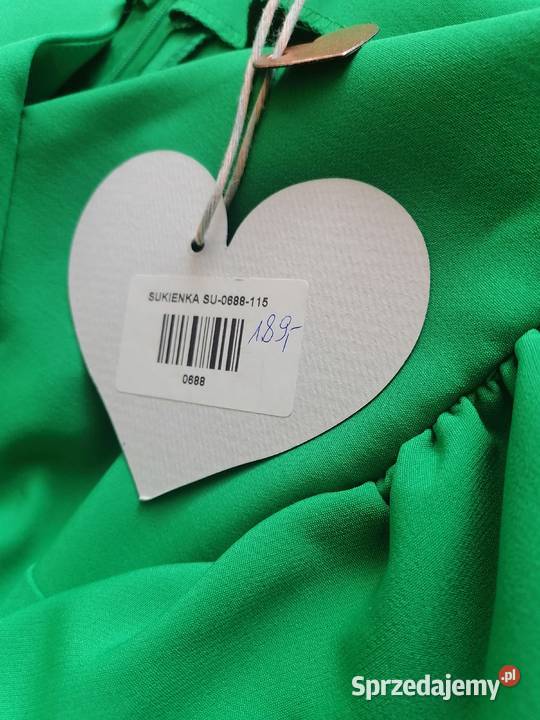 SUKIENKA SU-0688-115
189,-
0688
Sprzedajemy.pl